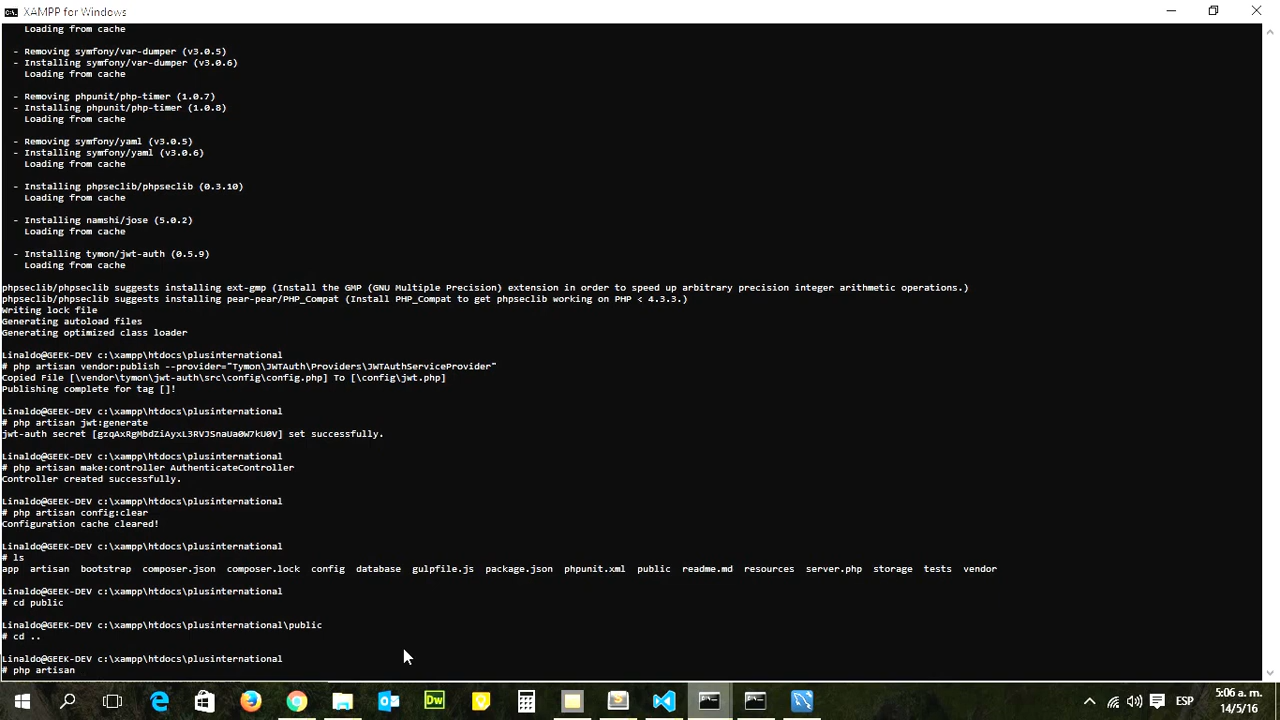 XAMPP for Windows
Loading from cache
- Removing symfony/var-dumper (v3.0.5)
- Installing symfony/var-dumper (v3.0.6)
Loading from cache
- Removing phpunit/php-timer (1.0.7)
- Installing phpunit/php-timer (1.0.8)
Loading from cache
- Removing symfony/yaml (v3.0.5)
- Installing symfony/yaml (v3.0.6)
Loading from cache
- Installing phpseclib/phpseclib (0.3.10)
Loading from cache
- Installing namshi/jose (5.0.2)
Loading from cache
- Installing tymon/jwt-auth (0.5.9)
Loading from cache
phpseclib/phpseclib suggests installing ext-gmp (Install the GMP (GNU Multiple Precision) extension in order to speed up arbitrary precision integer arithmetic operations.)
phpseclib/phpseclib suggests installing pear-pear/PHP_Compat (Install PHP_Compat to get phpseclib working on PHP < 4.3.3.)
Writing lock file
Generating autoload files
Generating optimized class loader
Linaldo@GEEK-DEV c:\xampp\htdocs\plusinternational
# php artisan vendor:publish --provider="Tymon\JWTAuth\Providers\JWTAuthServiceProvider"
Copied File [\vendor\tymon\jwt-auth\src\config\config.php] To [\config\jwt.php]
Publishing complete for tag []!
Linaldo@GEEK-DEV c:\xampp\htdocs\plusinternational
# php artisan jwt:generate
jwt-auth secret [gzqAxRgMbdZiAyxL3RVJSnaUa0W7kU0V] set successfully.
Linaldo@GEEK-DEV c:\xampp\htdocs\plusinternational
# php artisan make:controller AuthenticateController
Controller created successfully.
Linaldo@GEEK-DEV c:\xampp\htdocs\plusinternational
# php artisan config:clear
Configuration cache cleared!
Linaldo@GEEK-DEV c:\xampp\htdocs\plusinternational
# ls
app artisan bootstrap composer.json composer.lock config database gulpfile.js package.json phpunit.xml public readme.md resources server.php storage tests vendor
Linaldo@GEEK-DEV c:\xampp\htdocs\plusinternational
# cd public
Linaldo@GEEK-DEV c:\xampp\htdocs\plusinternational\public
# cd ..
Linaldo@GEEK-DEV c:\xampp\htdocs\plusinternational
# php artisan
Dw
ESP
5:06 a. m.
14/5/16